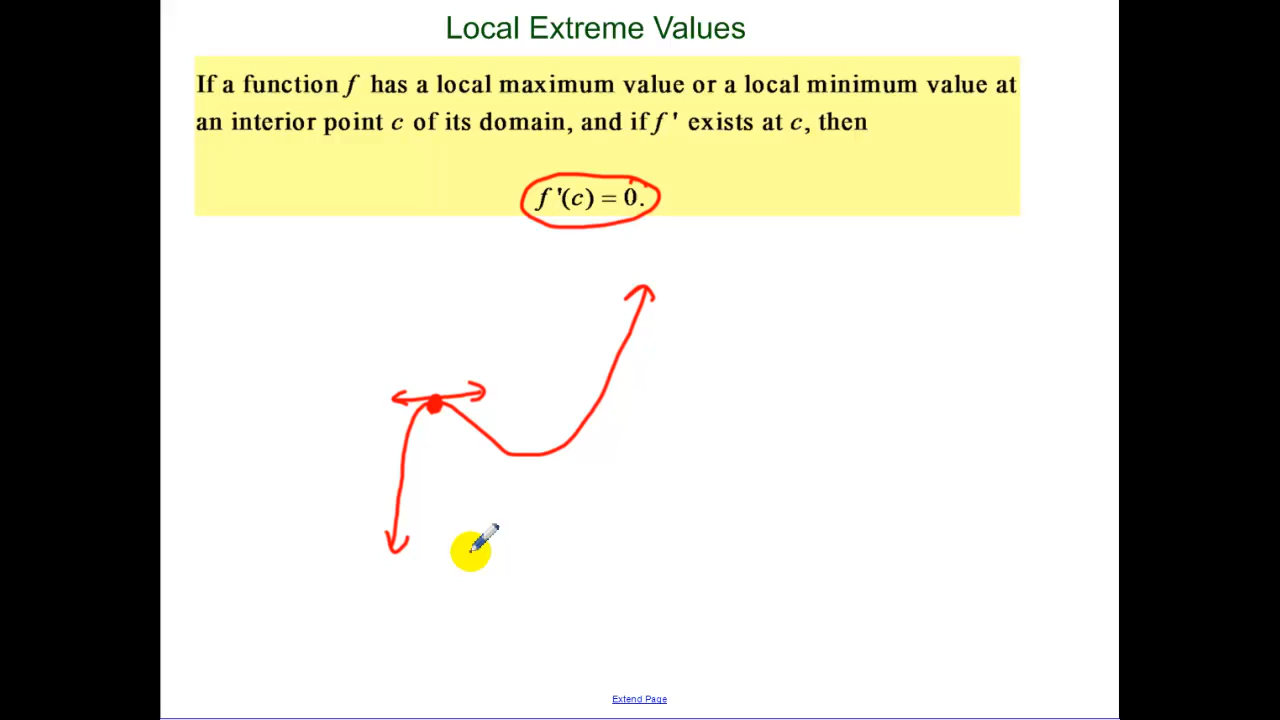 Local Extreme Values
If a function f has a local maximum value or a local minimum value at
an interior point c of its domain, and if f ' exists at c, then
f '(c) = 0.
Extend Page